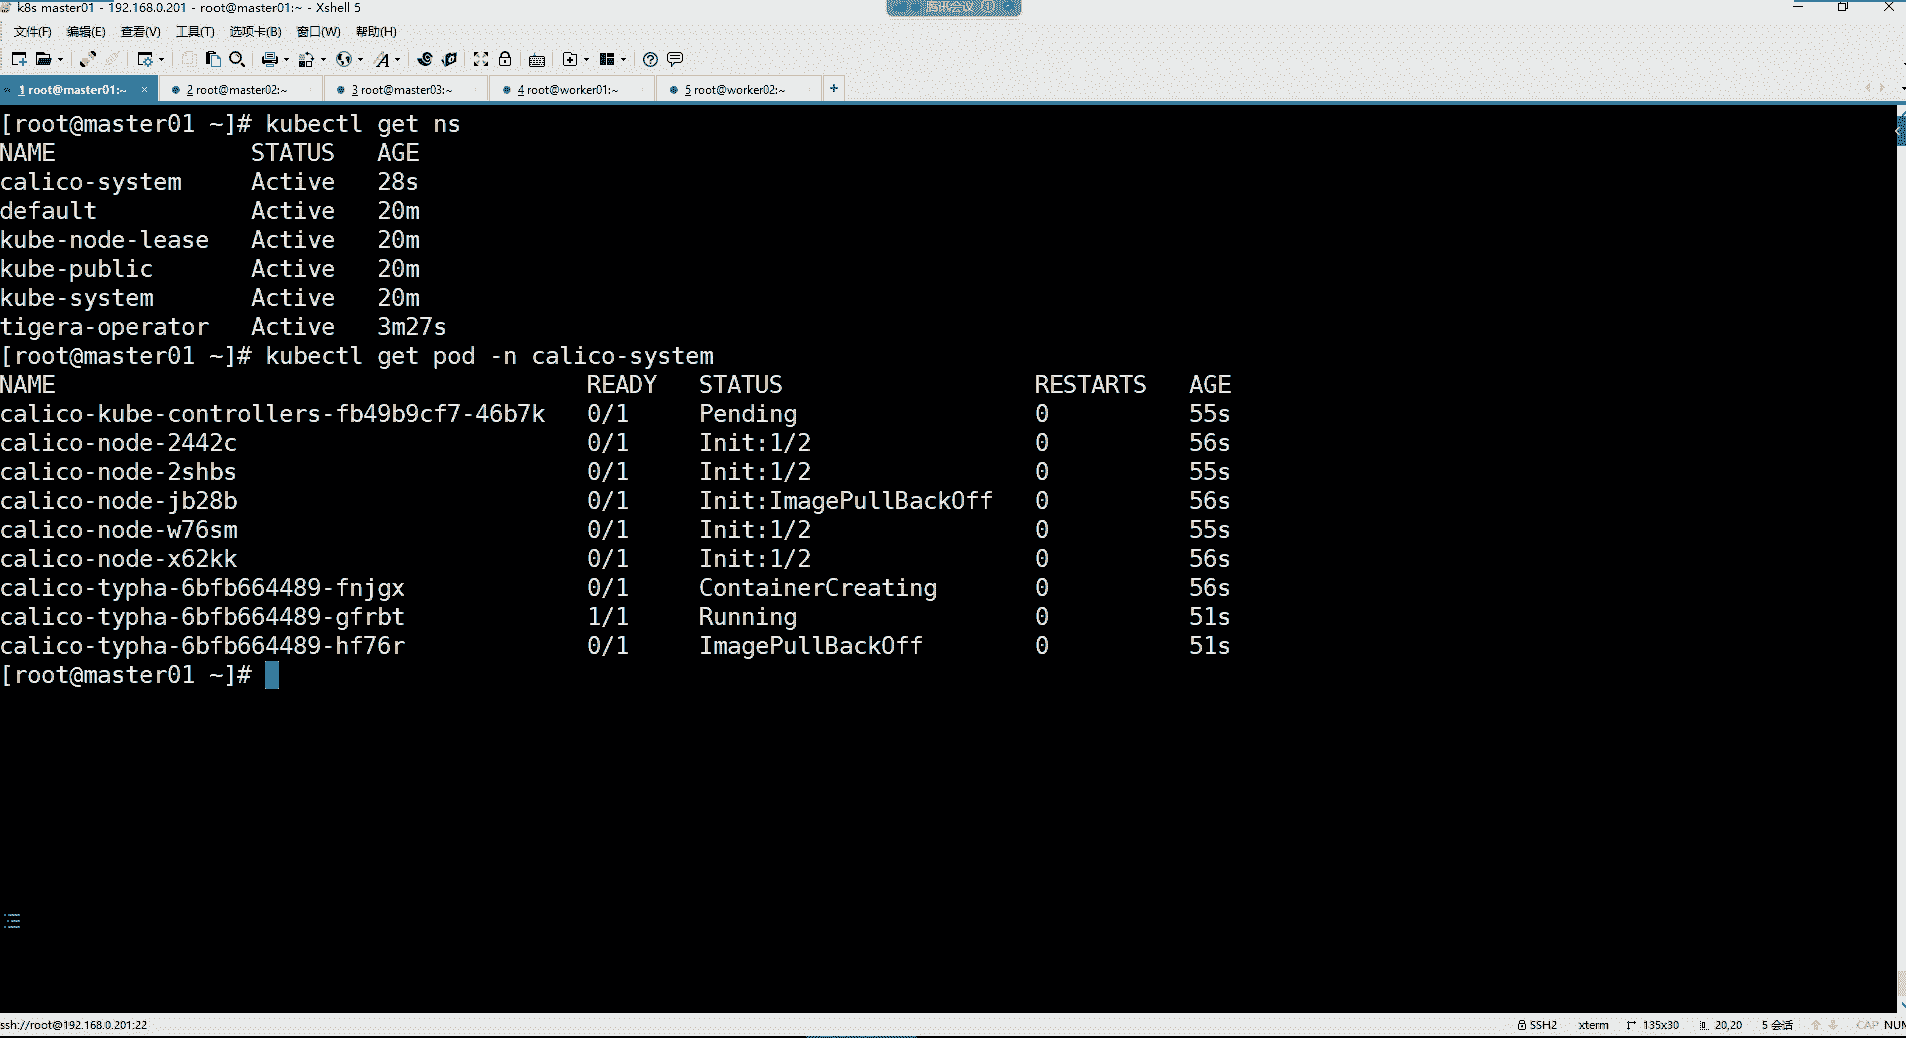 k8s master01 - 192.168.0.201 - root@master01:~ - Xshell 5
腾讯会议
文件(F) 编辑(E) 查看(V) 工具(T) 选项卡(B) 窗口(W) 帮助(H)
1 root@master01:~ × 2 root@master02:~ 3 root@master03:~ 4 root@worker01:~ 5 root@worker02:~ +
[root@master01 ~]# kubectl get ns
NAME STATUS AGE
calico-system Active 28s
default Active 20m
kube-node-lease Active 20m
kube-public Active 20m
kube-system Active 20m
tigera-operator Active 3m27s
[root@master01 ~]# kubectl get pod -n calico-system
NAME READY STATUS RESTARTS AGE
calico-kube-controllers-fb49b9cf7-46b7k 0/1 Pending 0 55s
calico-node-2442c 0/1 Init:1/2 0 56s
calico-node-2shbs 0/1 Init:1/2 0 55s
calico-node-jb28b 0/1 Init:ImagePullBackOff 0 56s
calico-node-w76sm 0/1 Init:1/2 0 55s
calico-node-x62kk 0/1 Init:1/2 0 56s
calico-typha-6bfb664489-fnjgx 0/1 ContainerCreating 0 56s
calico-typha-6bfb664489-gfrbt 1/1 Running 0 51s
calico-typha-6bfb664489-hf76r 0/1 ImagePullBackOff 0 51s
[root@master01 ~]#
ssh://root@192.168.0.201:22 SSH2 xterm 135x30 20,20 5 会话 CAP NUM